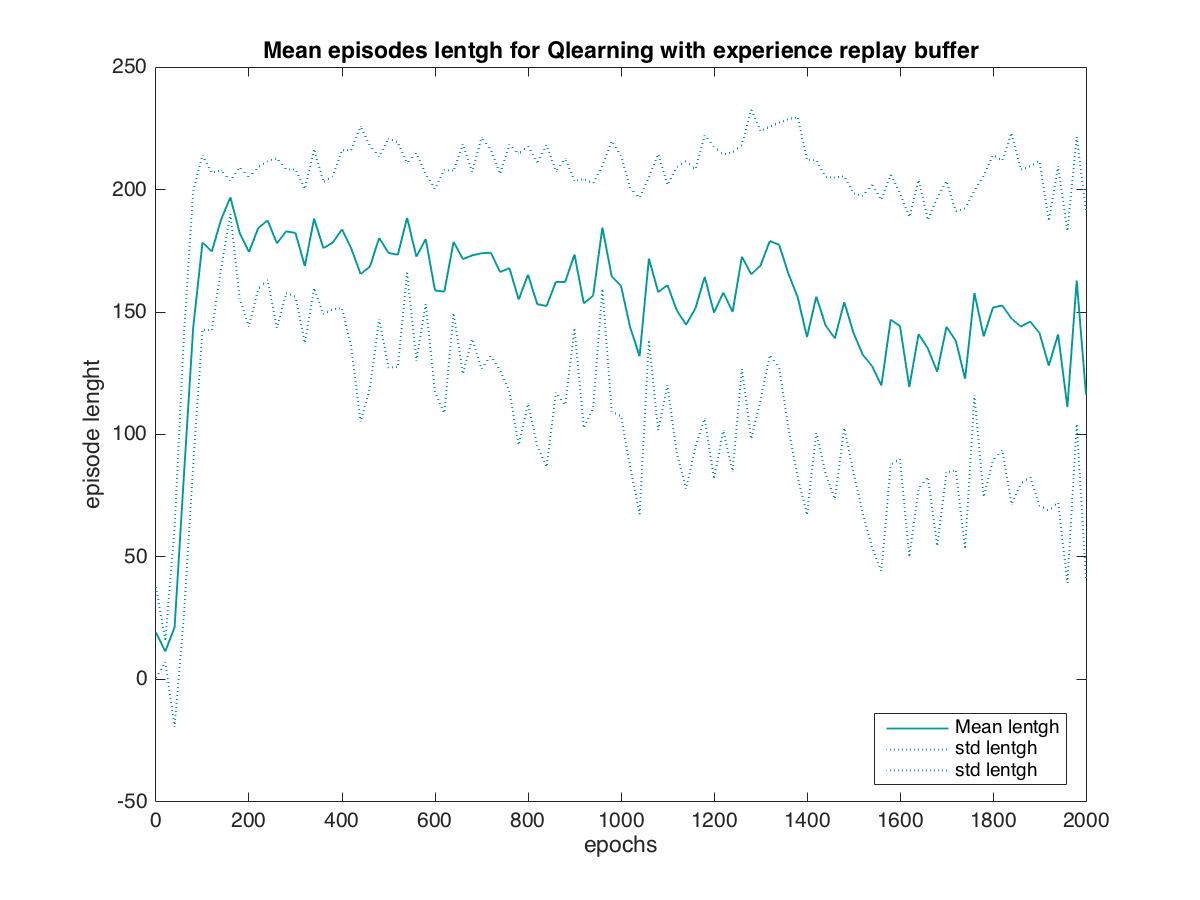 Mean episodes lentgh for Qlearning with experience replay buffer
250
200
150
100
50
0
-50
episode lenght
0 200 400 600 800 1000 1200 1400 1600 1800 2000
epochs
Mean lentgh
std lentgh
std lentgh